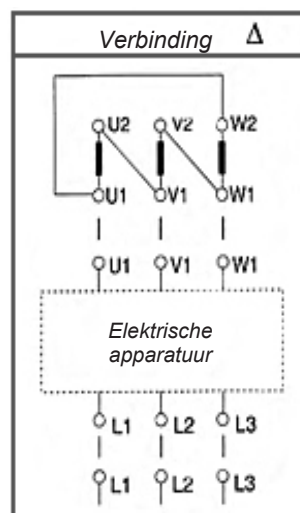 Verbinding Δ
U2 V2 W2
U1 V1 W1
U1 V1 W1
Elektrische
apparatuur
L1 L2 L3
L1 L2 L3